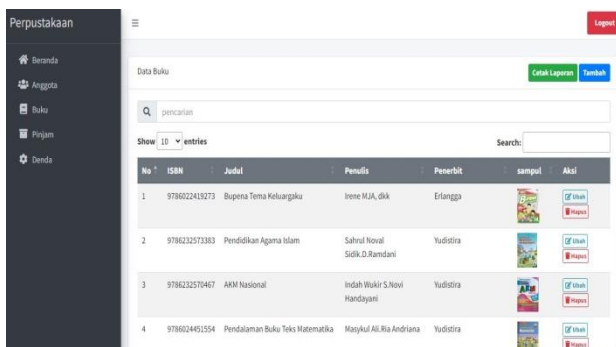 Perpustakaan
Logout
Beranda
Anggota
Buku
Pinjam
Denda
Data Buku
Cetak Laporan Tambah
pencarian
Show 10 entries Search:
No ISBN Judul Penulis Penerbit sampul Aksi
1 9786022419273 Bupena Tema Keluargaku Irene MJA, dkk Erlangga Ubah
Hapus
2 9786232573383 Pendidikan Agama Islam Sahrul Noval Yudistira Ubah
Sidik.D.Ramdani Hapus
3 9786232570467 AKM Nasional Indah Wukir S.Novi Yudistira AKM Ubah
Handayani Hapus
4 9786024451554 Pendalaman Buku Teks Matematika Masykul Ali.Ria Andriana Yudistira Ubah
Hapus